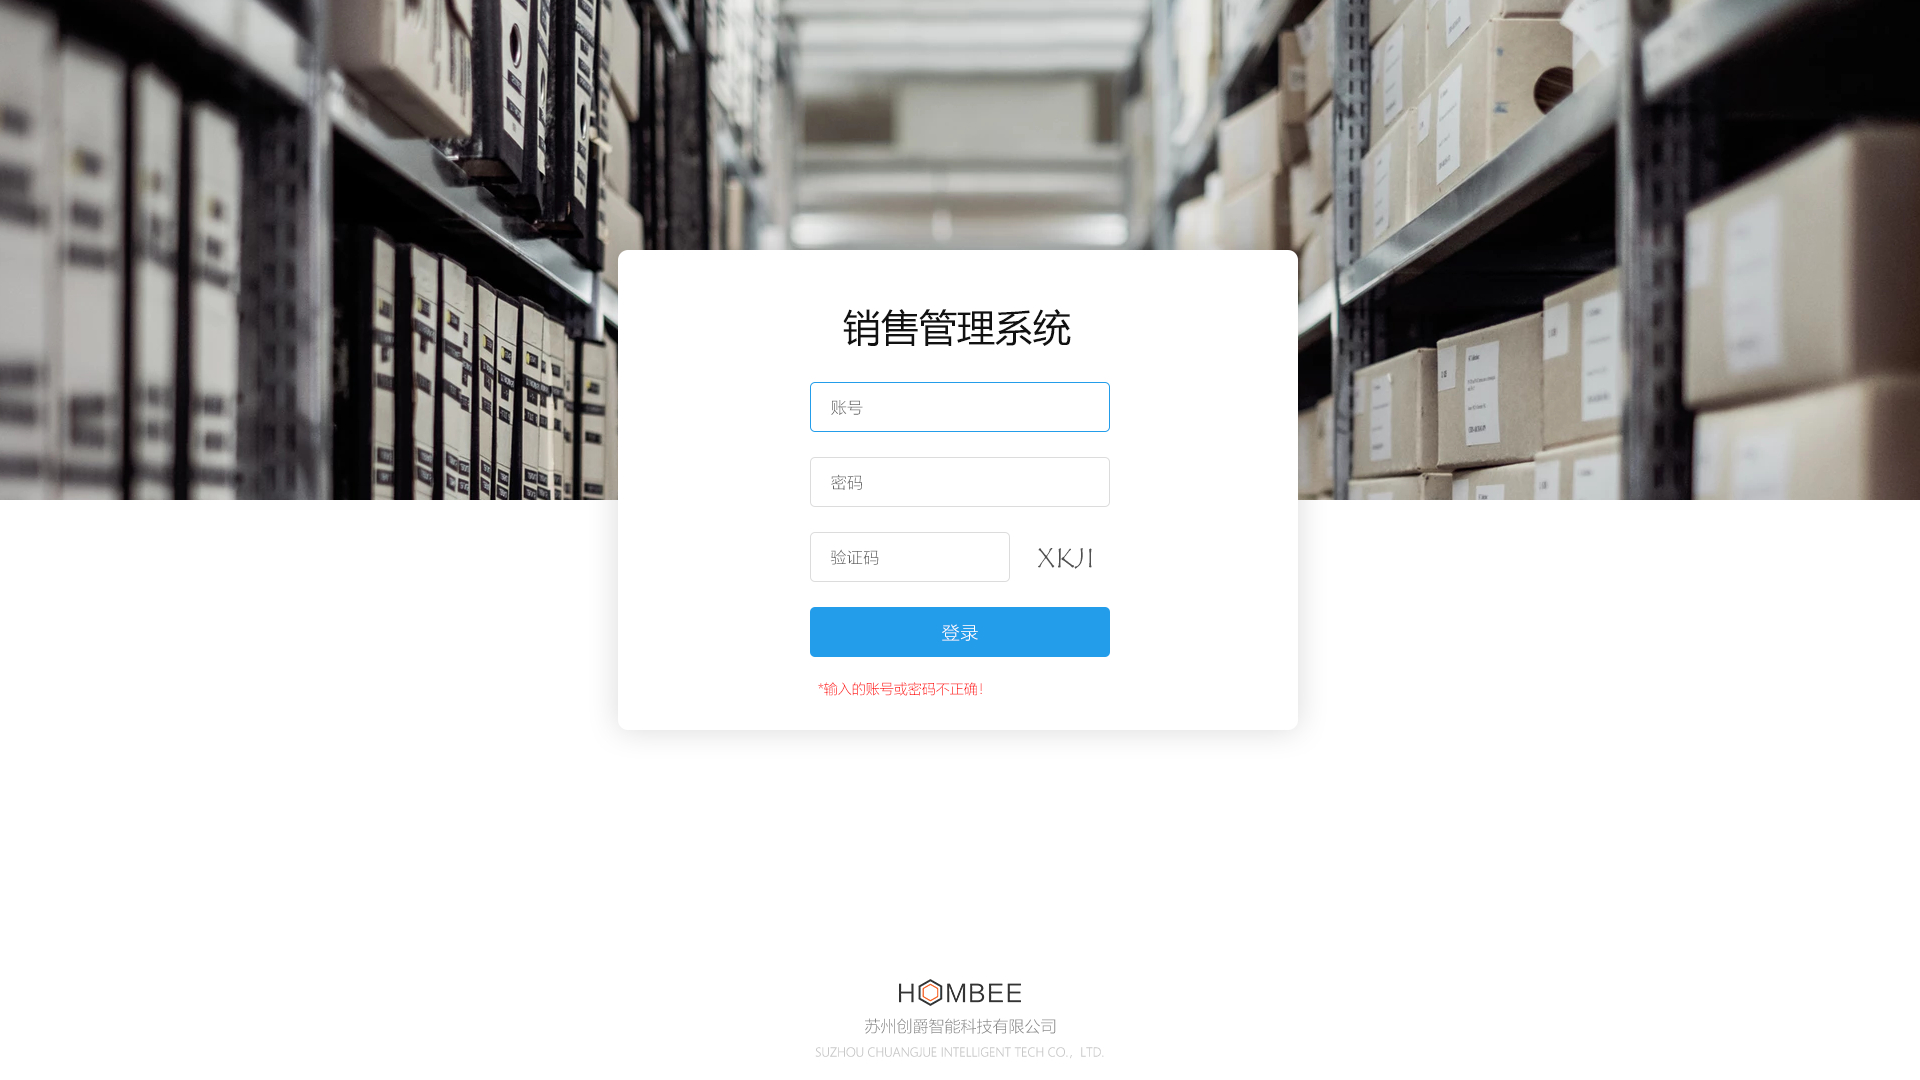 销售管理系统
账号
密码
验证码
XKJI
登录
*输入的账号或密码不正确!
HOMBEE
苏州创爵智能科技有限公司
SUZHOU CHUANGJUE INTELLIGENT TECH CO., LTD.